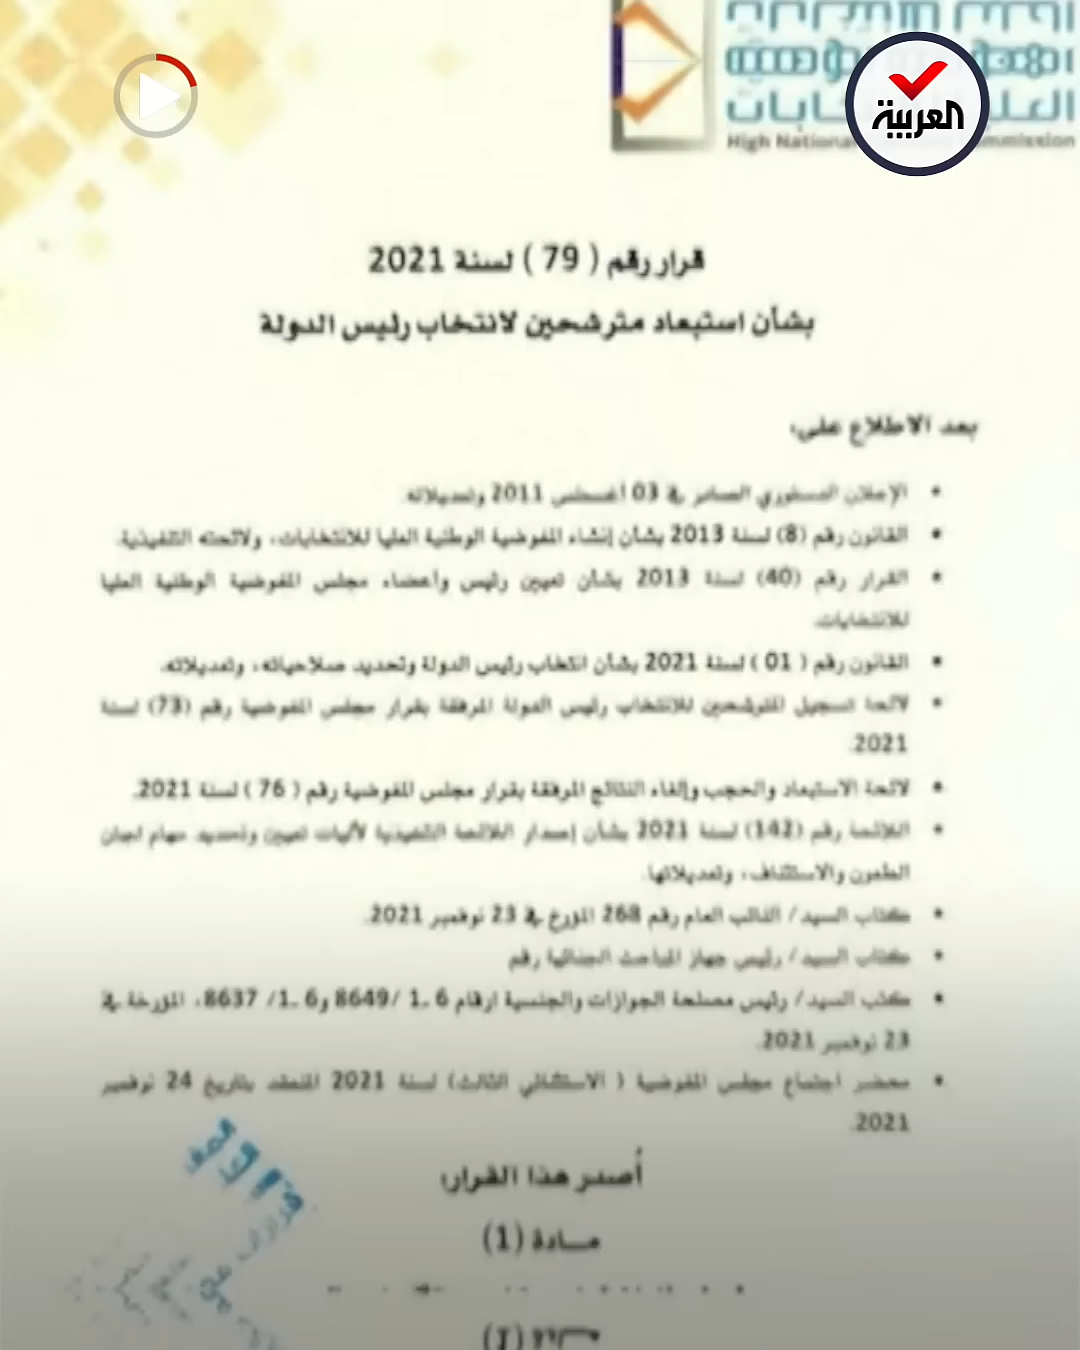 العربية
High National
mmission
قرار رقم ( 79 ) لسنة 2021
بشأن استبعاد مترشحين لانتخاب رئيس الدولة
بعد الاطلاع على:
• الإعلان الدستوري الصادر في 03 أغسطس 2011 وتعديلاته.
• القانون رقم (8) لسنة 2013 بشأن إنشاء المفوضية الوطنية العليا للانتخابات، ولائحته التنفيذية.
• القرار رقم (40) لسنة 2013 بشأن تعيين رئيس وأعضاء مجلس المفوضية الوطنية العليا
للانتخابات.
• القانون رقم ( 01 ) لسنة 2021 بشأن انتخاب رئيس الدولة وتحديد صلاحياته، وتعديلاته.
• لائحة تسجيل المترشحين للانتخاب رئيس الدولة المرفقة بقرار مجلس المفوضية رقم (73) لسنة
2021.
• لائحة الاستبعاد والحجب وإلغاء النتائج المرفقة بقرار مجلس المفوضية رقم ( 76 ) لسنة 2021.
• اللائحة رقم (142) لسنة 2021 بشأن إصدار اللائحة التنفيذية لآليات تعيين وتحديد مهام لجان
الطعون والاستئناف، وتعديلاتها.
• كتاب السيد/ النائب العام رقم 268 المؤرخ في 23 نوفمبر 2021.
• كتاب السيد/ رئيس جهاز المباحث الجنائية رقم
• كتب السيد/ رئيس مصلحة الجوازات والجنسية ارقام 6 .1 /8649 و6 .1 /8637، المؤرخة في
23 نوفمبر 2021.
• محضر اجتماع مجلس المفوضية ( الاستثنائي الثالث) لسنة 2021 المنعقد بتاريخ 24 نوفمبر
2021.
أُصدر هذا القرار:
مــادة (1)